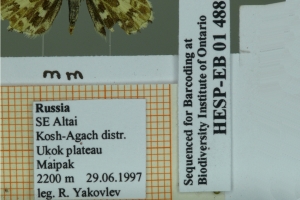 mm
Russia
SE Altai
Kosh-Agach distr.
Ukok plateau
Maipak
2200 m 29.06.1997
leg. R. Yakovlev
Sequenced for Barcoding at
Biodiversity Institute of Ontario
HESP-EB 01 488